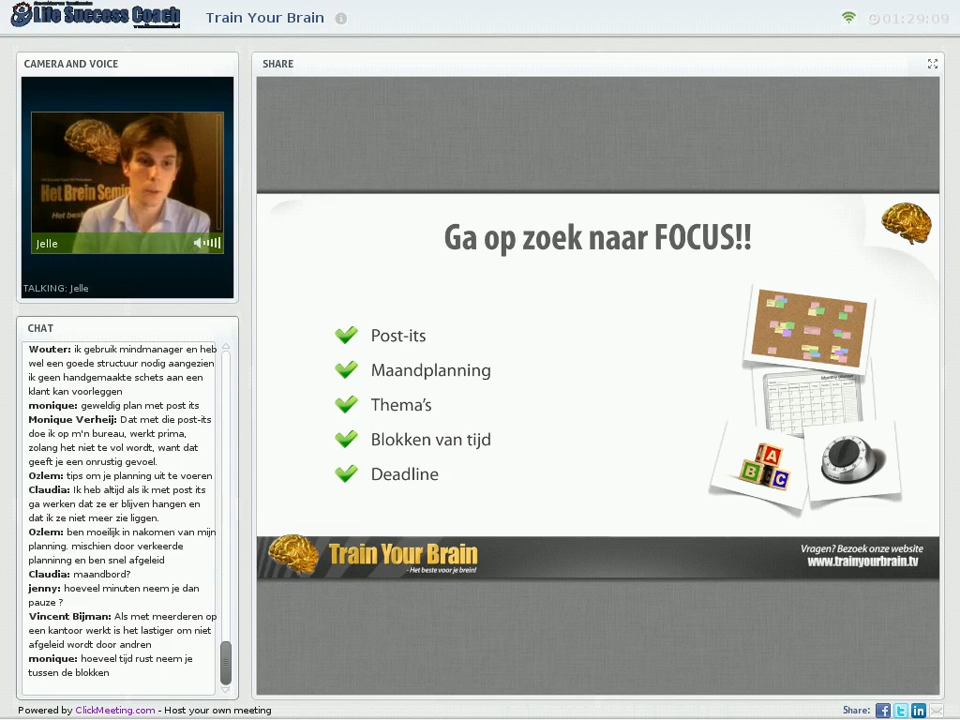 Life Success Coach
Train Your Brain
01:29:09
CAMERA AND VOICE
SHARE
Het Brein Semin
Het best
Jelle
TALKING: Jelle
Ga op zoek naar FOCUS!!
Post-its
Maandplanning
Thema's
Blokken van tijd
Deadline
A
B
C
Train Your Brain
- Het beste voor je brein!
Vragen? Bezoek onze website
www.trainyourbrain.tv
CHAT
Wouter: ik gebruik mindmanager en heb
wel een goede structuur nodig aangezien
ik geen handgemaakte schets aan een
klant kan voorleggen
monique: geweldig plan met post its
Monique Verheij: Dat met die post-its
doe ik op m'n bureau, werkt prima,
zolang het niet te vol wordt, want dat
geeft je een onrustig gevoel.
Ozlem: tips om je planning uit te voeren
Claudia: Ik heb altijd als ik met post its
ga werken dat ze er blijven hangen en
dat ik ze niet meer zie liggen.
Ozlem: ben moeilijk in nakomen van mijn
planning. mischien door verkeerde
planninng en ben snel afgeleid
Claudia: maandbord?
jenny: hoeveel minuten neem je dan
pauze ?
Vincent Bijman: Als met meerderen op
een kantoor werkt is het lastiger om niet
afgeleid wordt door andren
monique: hoeveel tijd rust neem je
tussen de blokken
Powered by ClickMeeting.com - Host your own meeting
Share: